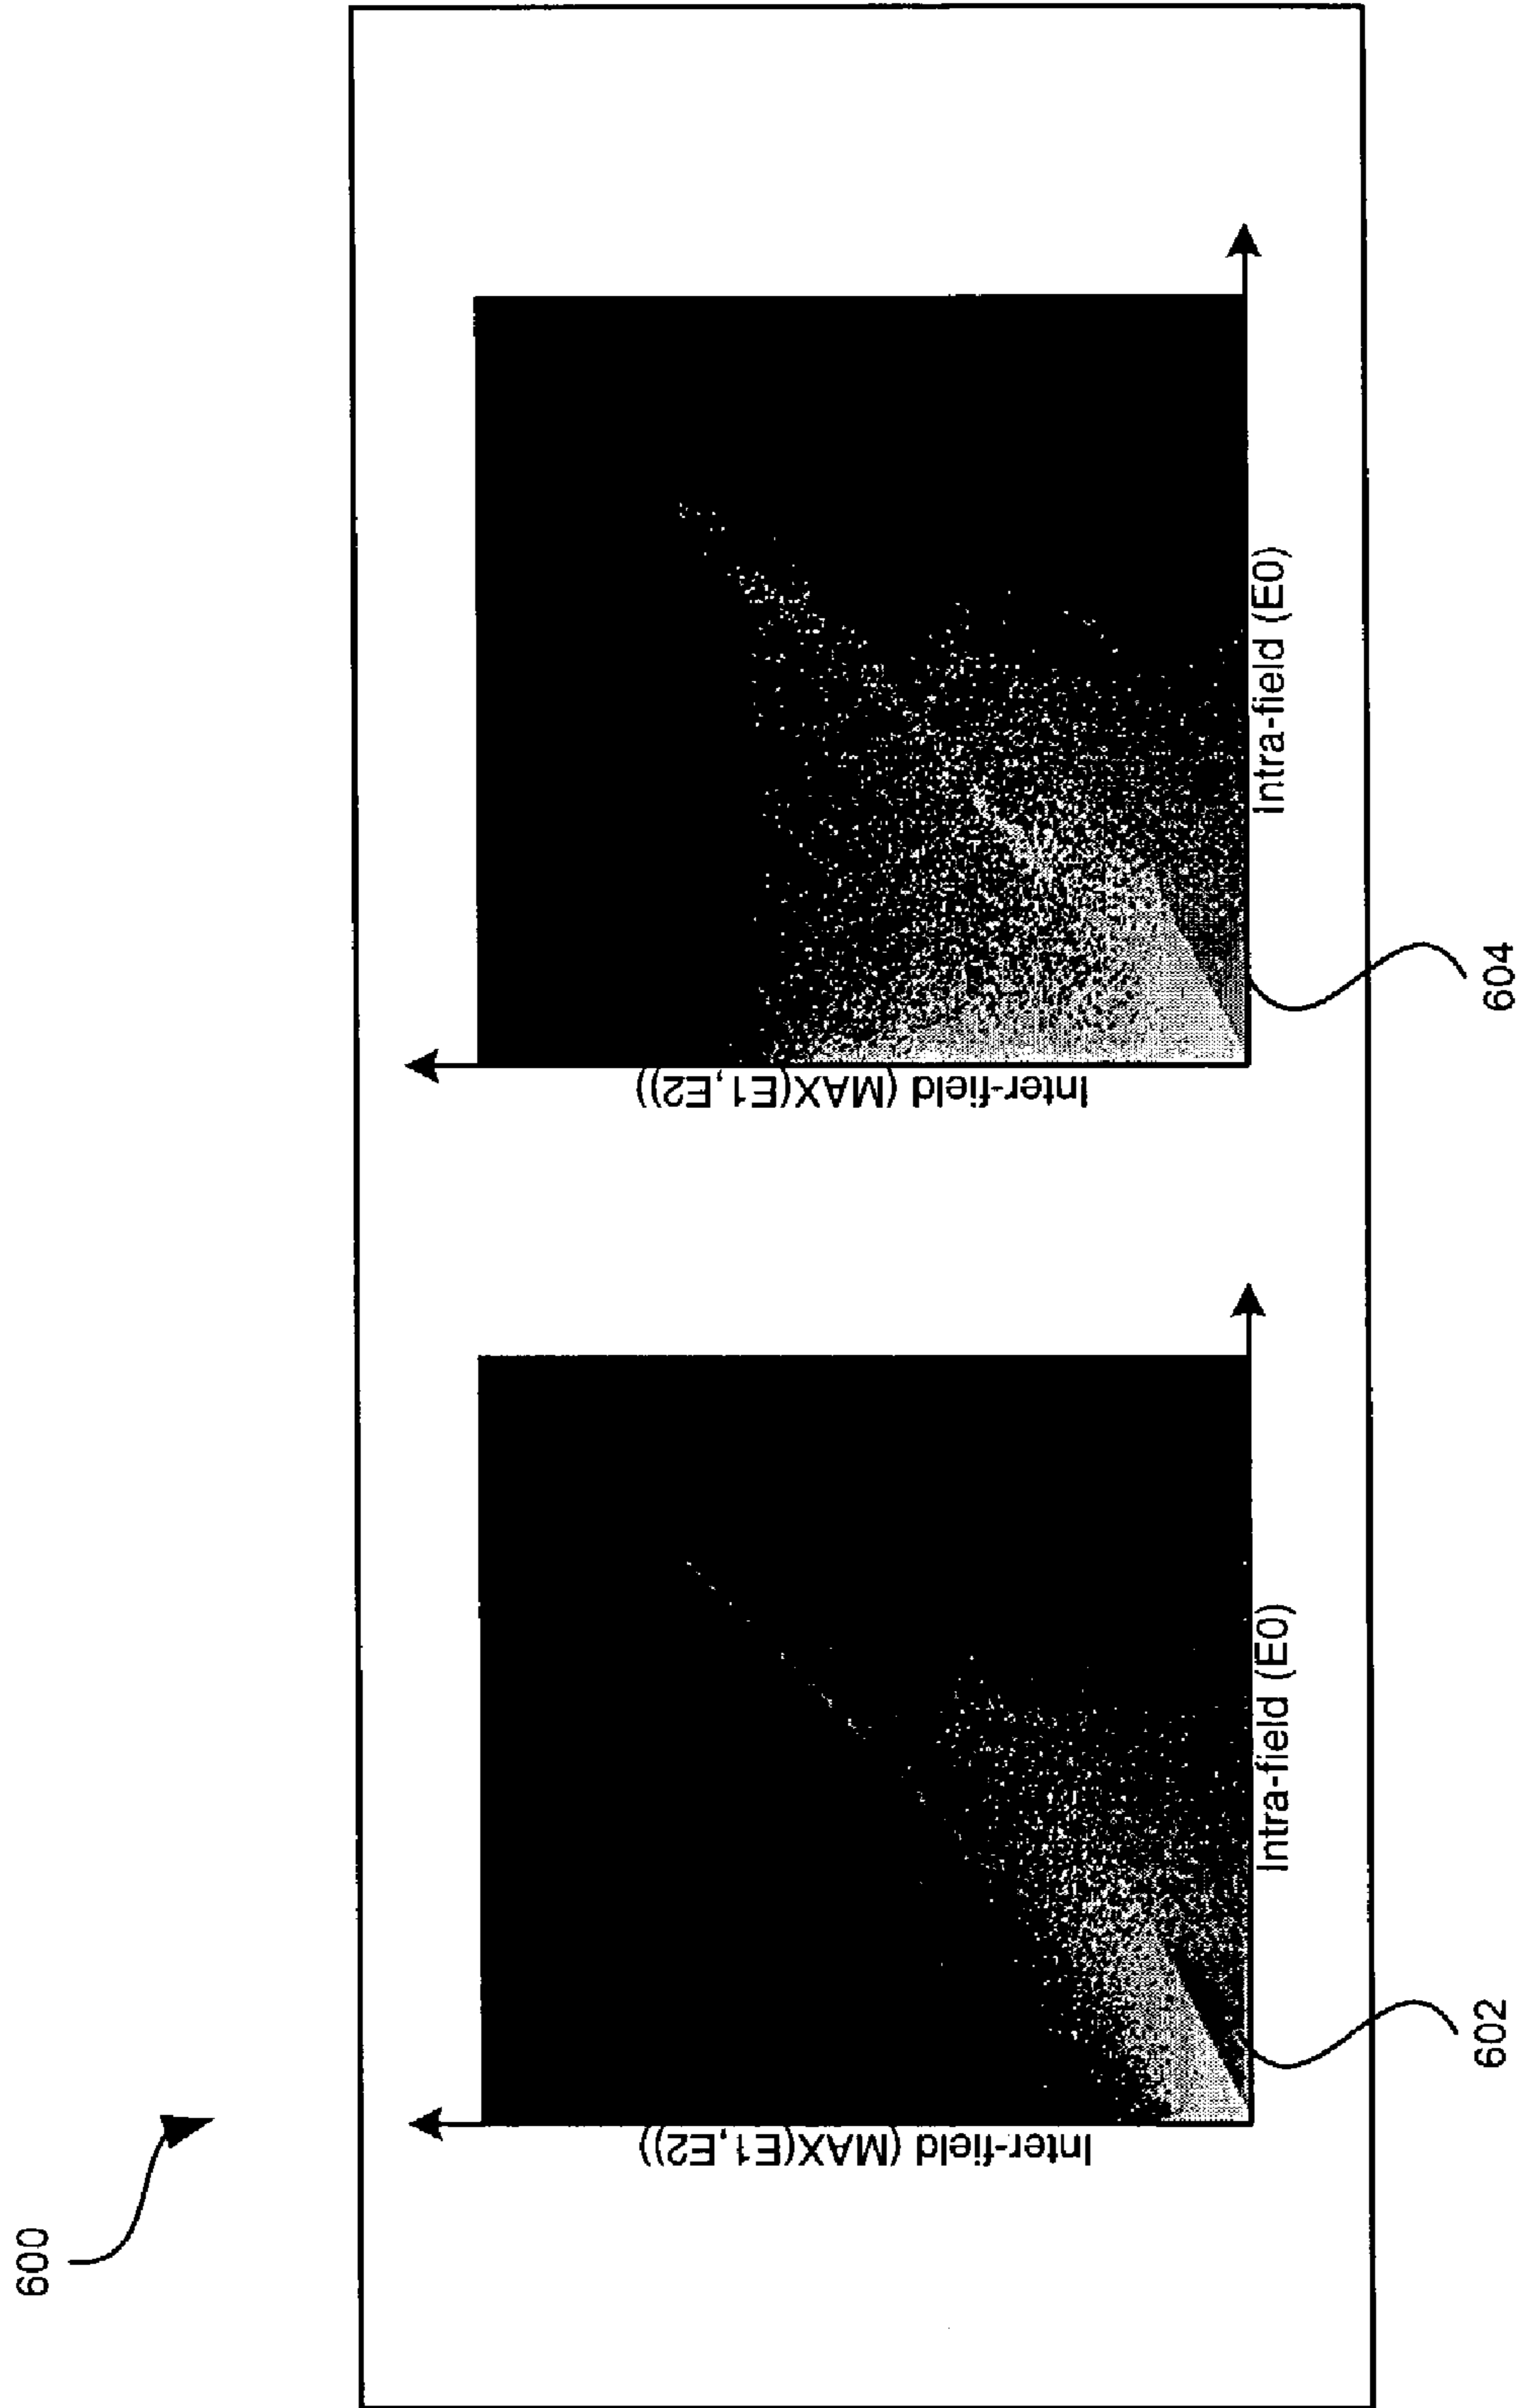 600
Inter-field (MAX(E1,E2))
Intra-field (E0)
602
Inter-field (MAX(E1,E2))
Intra-field (E0)
604